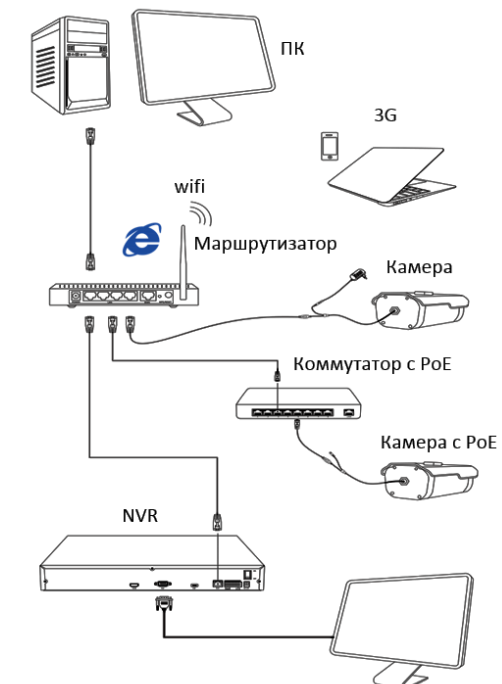 ПК
3G
wifi
Маршрутизатор
Камера
Коммутатор с PoE
Камера с PoE
NVR